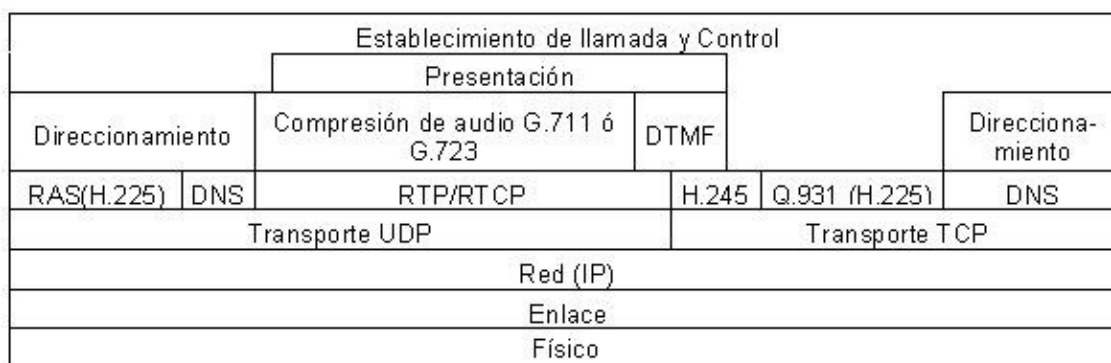 Establecimiento de llamada y Control
Presentación
Direccionamiento
Compresión de audio G.711 ó
G.723
DTMF
Direcciona-
miento
RAS(H.225)
DNS
RTP/RTCP
H.245
Q.931 (H.225)
DNS
Transporte UDP
Transporte TCP
Red (IP)
Enlace
Físico